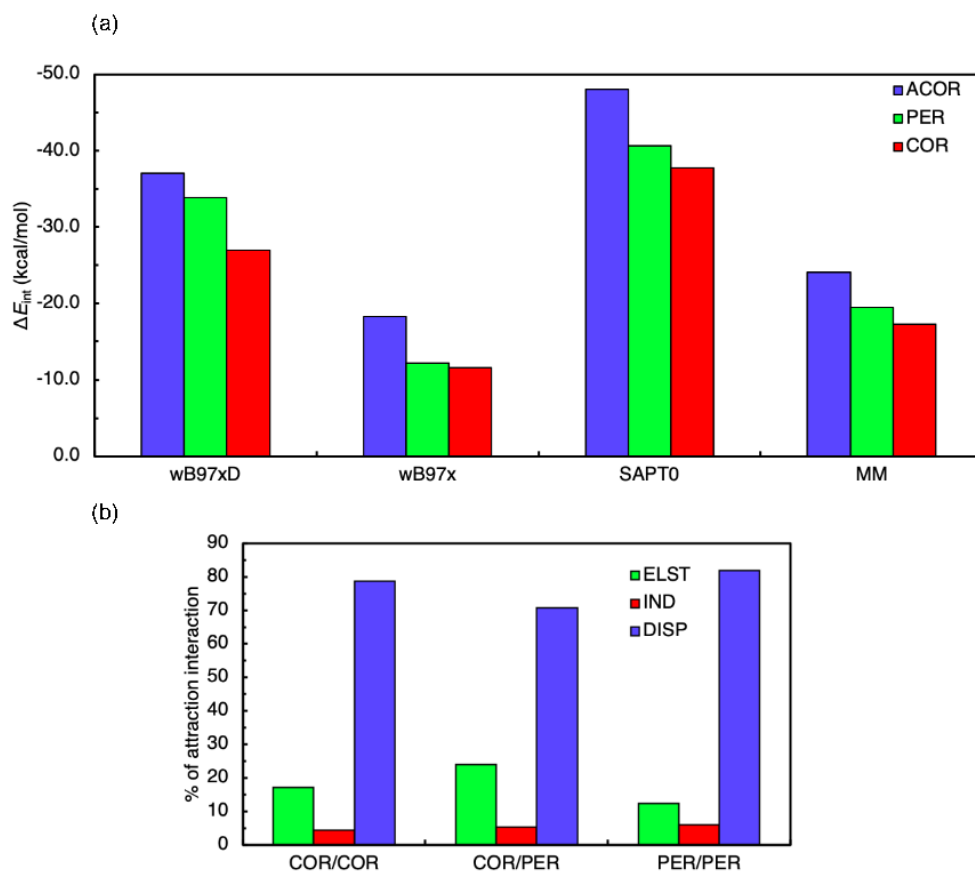 (a)
-50.0
-40.0
-30.0
-20.0
-10.0
0.0
ΔEint (kcal/mol)
ACOR
PER
COR
wB97xD wB97x SAPT0 MM
(b)
90
80
70
60
50
40
30
20
10
0
% of attraction interaction
ELST
IND
DISP
COR/COR COR/PER PER/PER